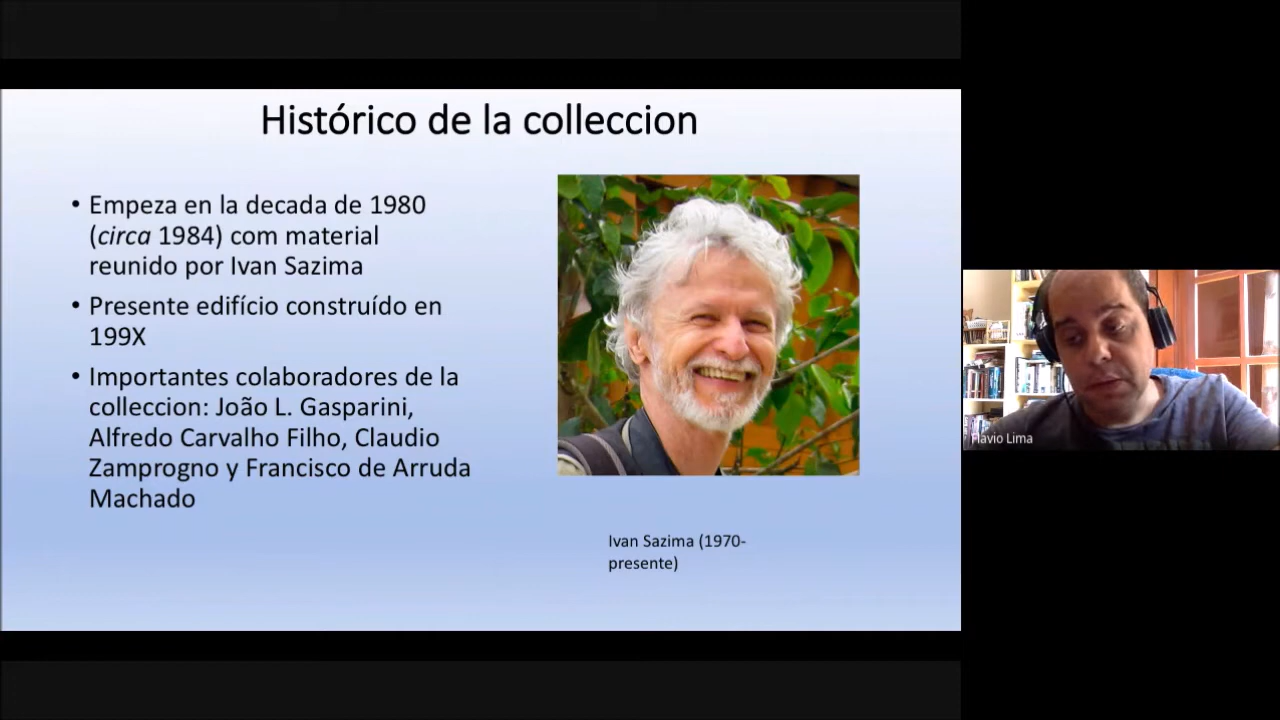 Histórico de la colleccion
• Empeza en la decada de 1980
(circa 1984) com material
reunido por Ivan Sazima
• Presente edifício construído en
199X
• Importantes colaboradores de la
colleccion: João L. Gasparini,
Alfredo Carvalho Filho, Claudio
Zamprogno y Francisco de Arruda
Machado
Ivan Sazima (1970-
presente)
Flavio Lima